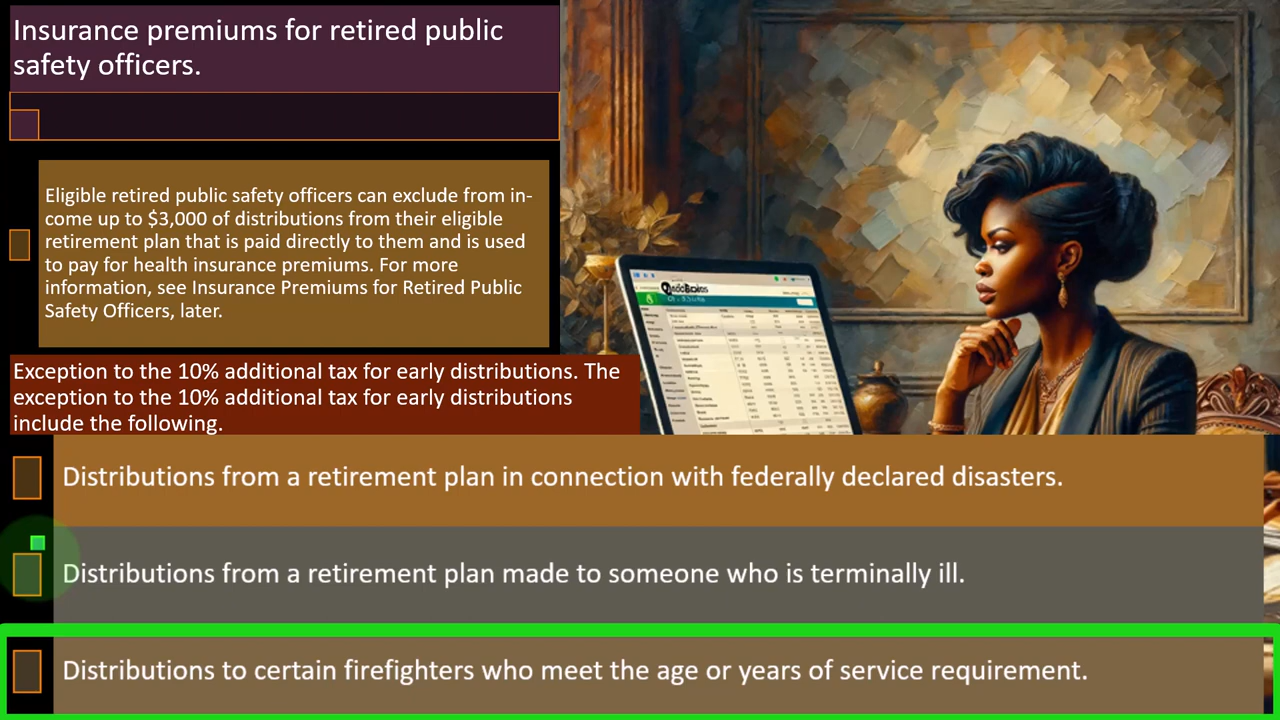 Insurance premiums for retired public
safety officers.
Eligible retired public safety officers can exclude from in-
come up to $3,000 of distributions from their eligible
retirement plan that is paid directly to them and is used
to pay for health insurance premiums. For more
information, see Insurance Premiums for Retired Public
Safety Officers, later.
Exception to the 10% additional tax for early distributions. The
exception to the 10% additional tax for early distributions
include the following.
Distributions from a retirement plan in connection with federally declared disasters.
Distributions from a retirement plan made to someone who is terminally ill.
Distributions to certain firefighters who meet the age or years of service requirement.